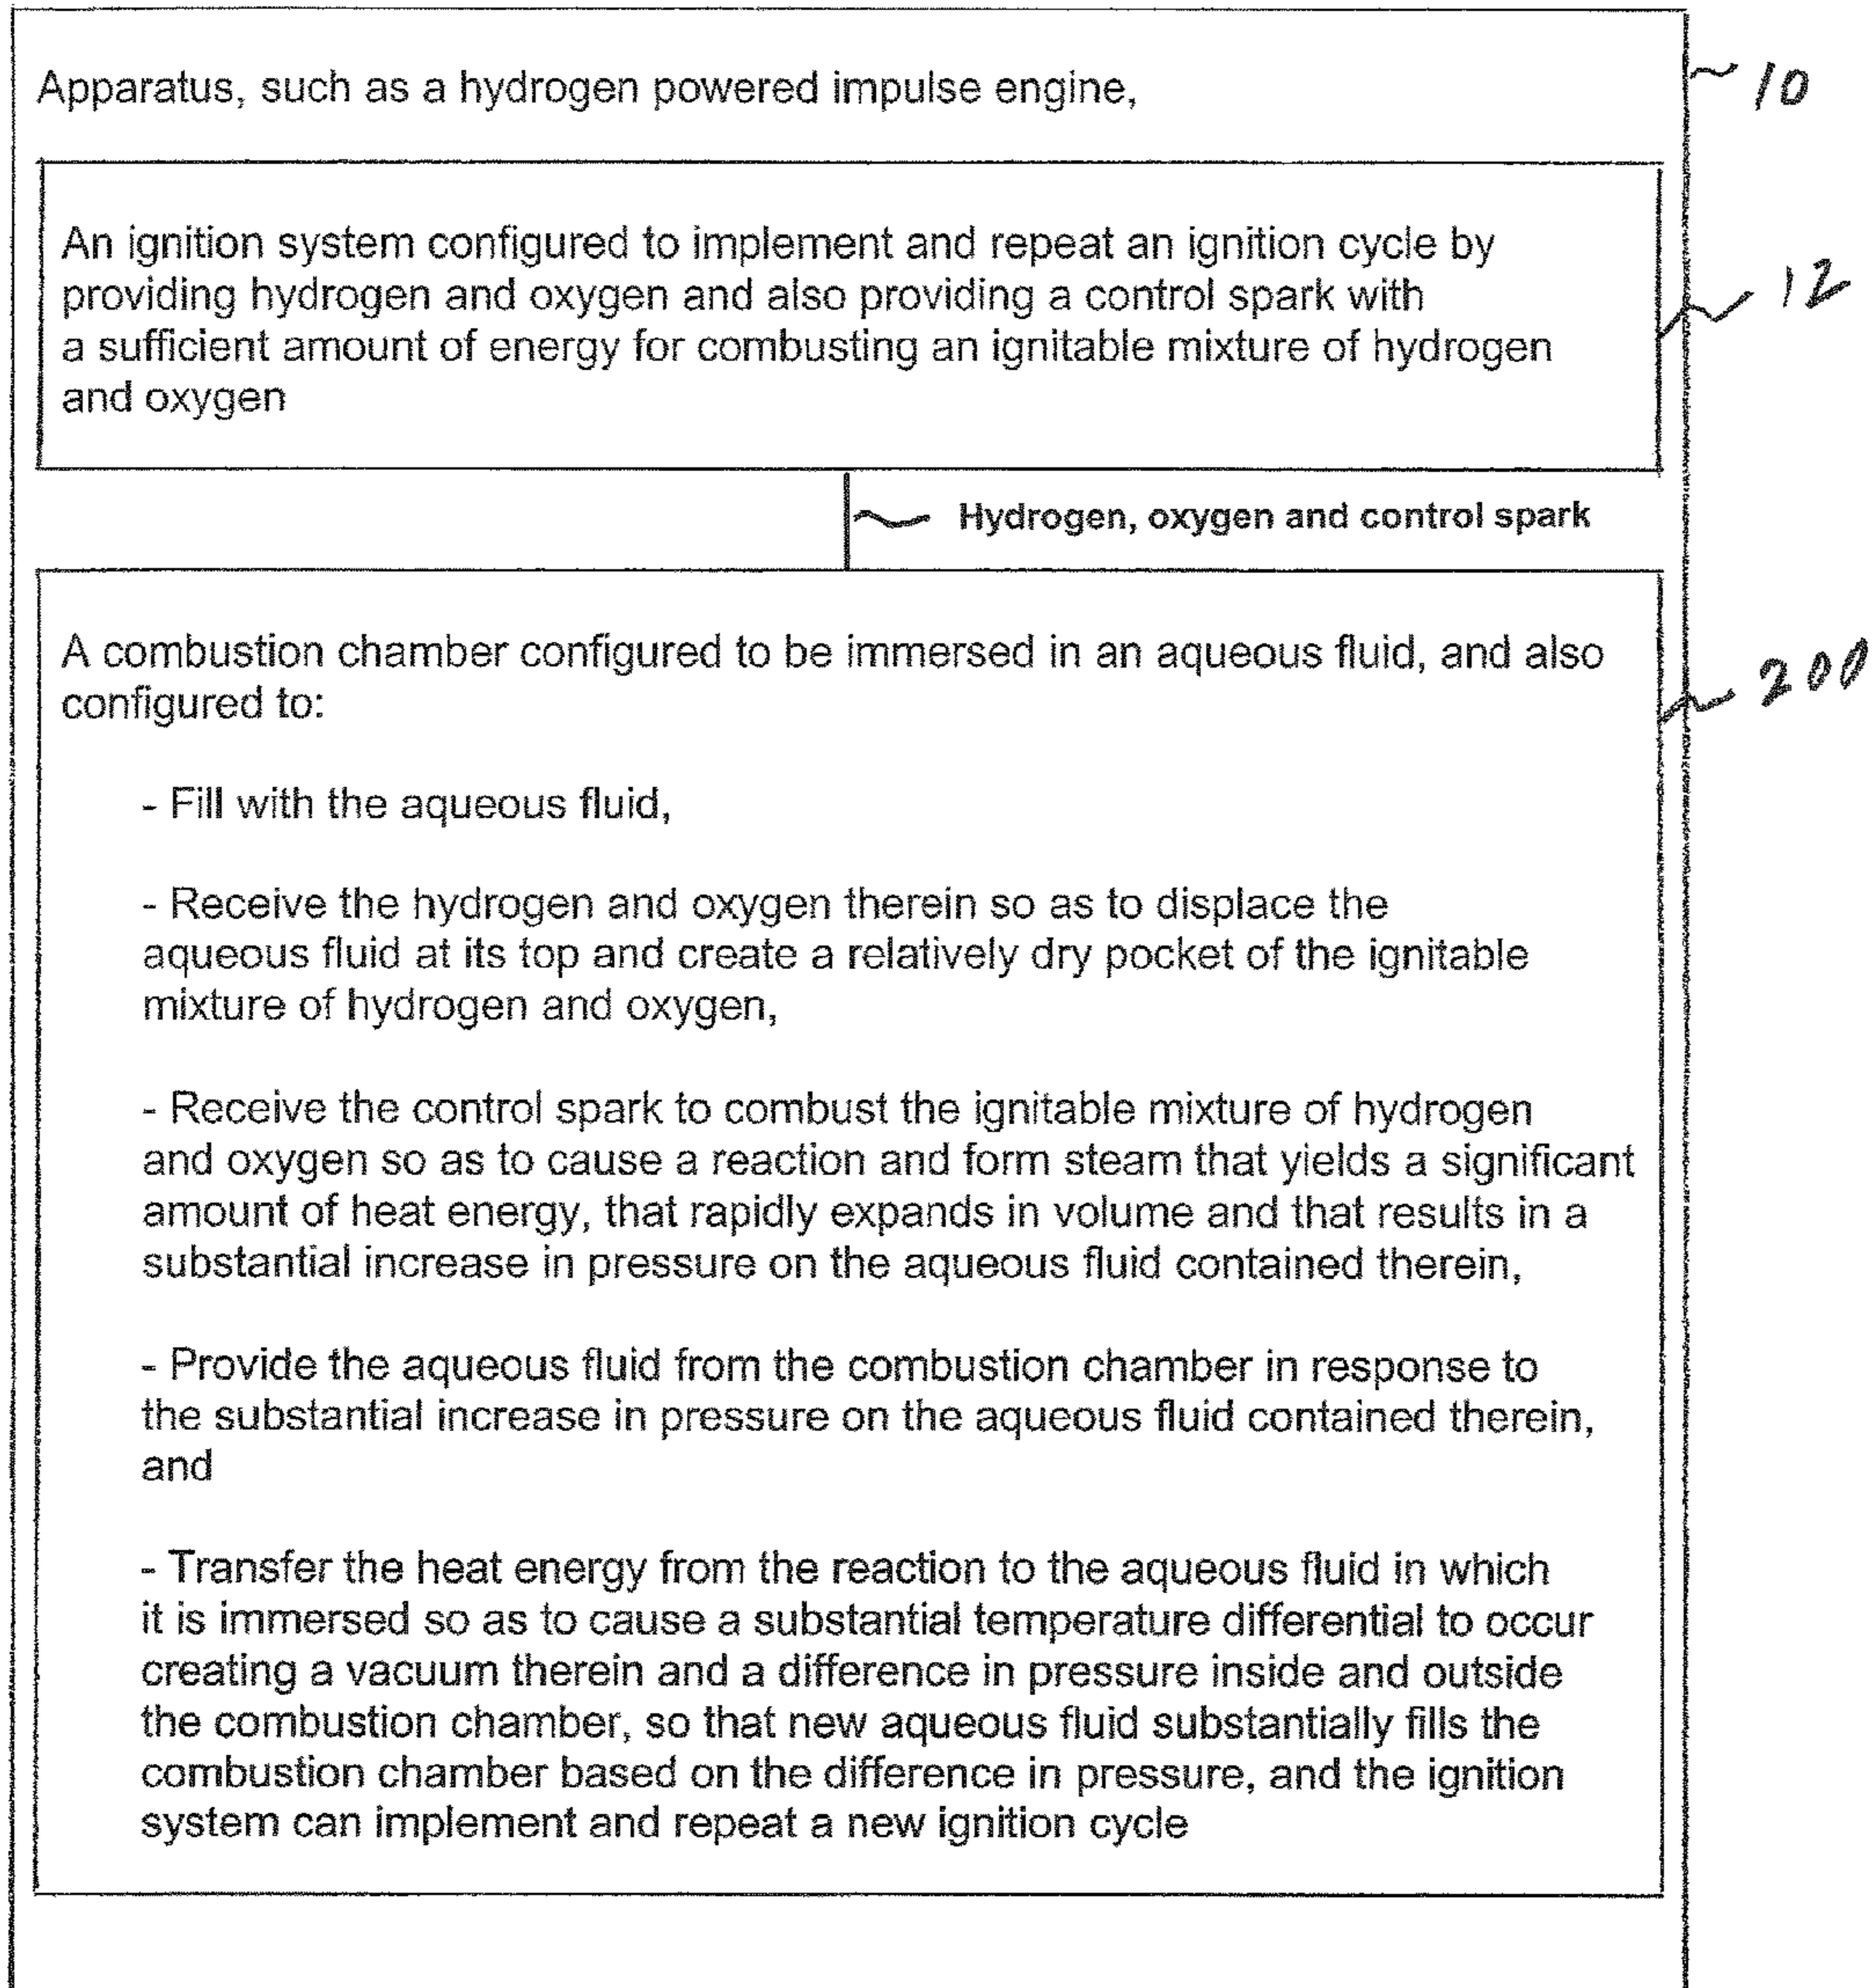 Apparatus, such as a hydrogen powered impulse engine,
10
An ignition system configured to implement and repeat an ignition cycle by
providing hydrogen and oxygen and also providing a control spark with
a sufficient amount of energy for combusting an ignitable mixture of hydrogen
and oxygen
12
Hydrogen, oxygen and control spark
A combustion chamber configured to be immersed in an aqueous fluid, and also
configured to:
200
- Fill with the aqueous fluid,
- Receive the hydrogen and oxygen therein so as to displace the
aqueous fluid at its top and create a relatively dry pocket of the ignitable
mixture of hydrogen and oxygen,
- Receive the control spark to combust the ignitable mixture of hydrogen
and oxygen so as to cause a reaction and form steam that yields a significant
amount of heat energy, that rapidly expands in volume and that results in a
substantial increase in pressure on the aqueous fluid contained therein,
- Provide the aqueous fluid from the combustion chamber in response to
the substantial increase in pressure on the aqueous fluid contained therein,
and
- Transfer the heat energy from the reaction to the aqueous fluid in which
it is immersed so as to cause a substantial temperature differential to occur
creating a vacuum therein and a difference in pressure inside and outside
the combustion chamber, so that new aqueous fluid substantially fills the
combustion chamber based on the difference in pressure, and the ignition
system can implement and repeat a new ignition cycle